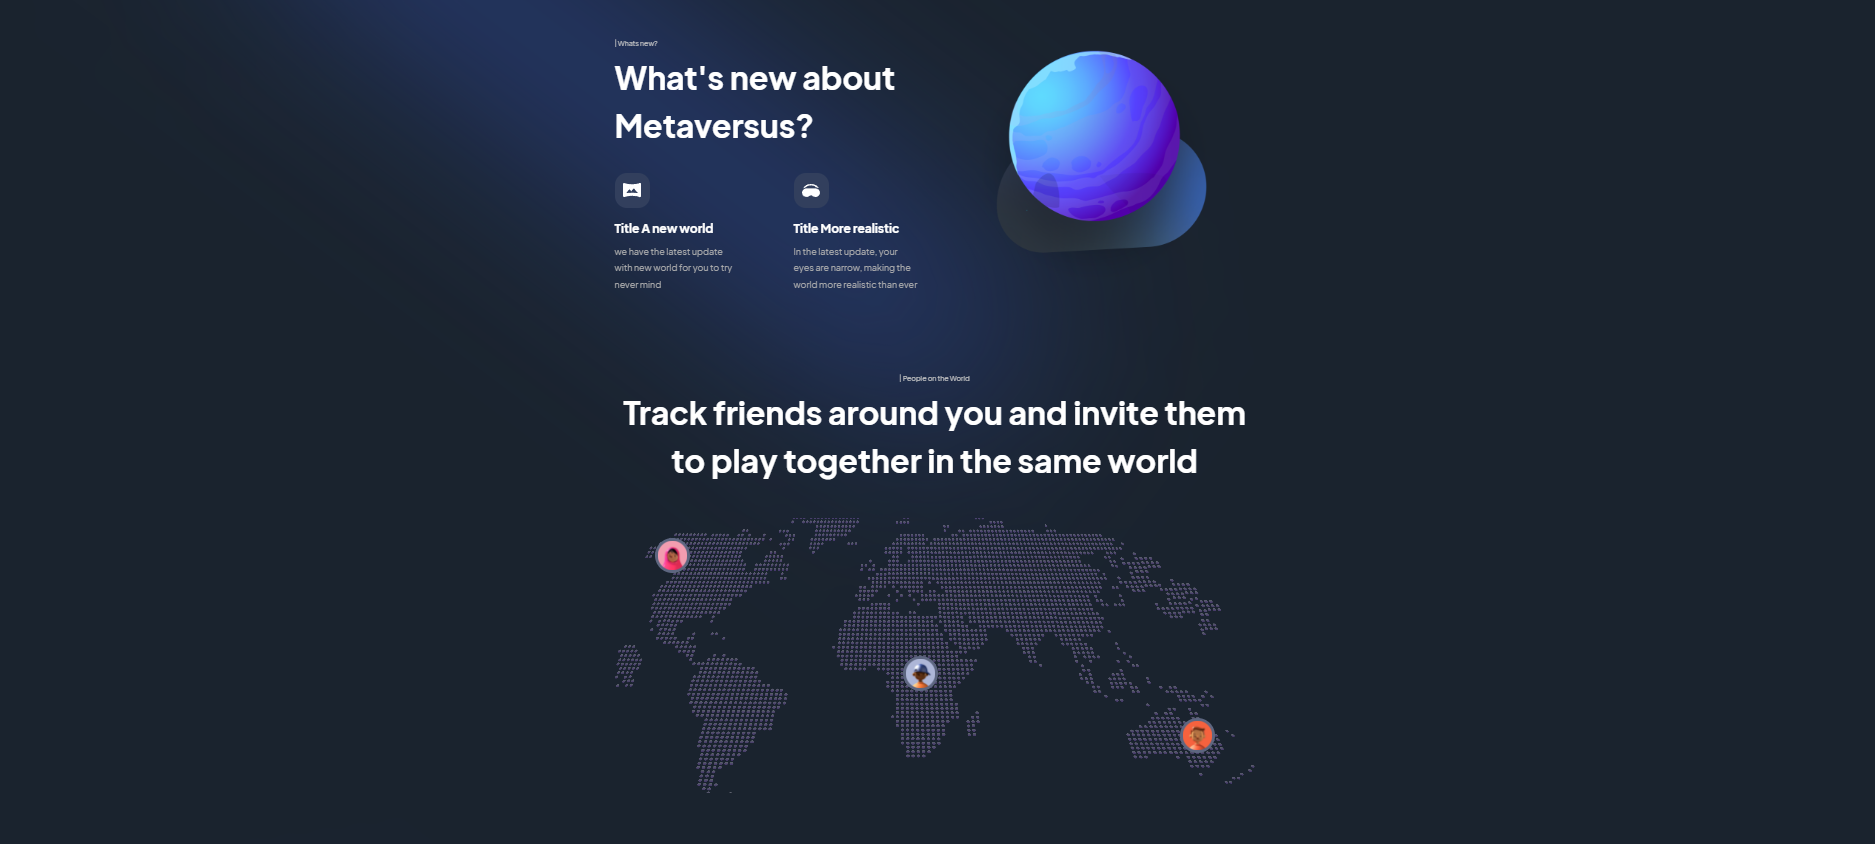 | Whats new?
What's new about
Metaversus?
Title A new world
we have the latest update
with new world for you to try
never mind
Title More realistic
In the latest update, your
eyes are narrow, making the
world more realistic than ever
| People on the World
Track friends around you and invite them
to play together in the same world